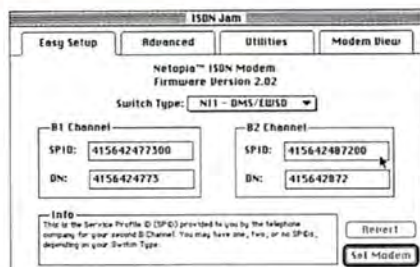 ISDN Jam
Easy Setup Advanced Utilities Modem View
Netopia™ ISDN Modem
Firmware Version 2.02
Switch Type: NI1 - DMS/EWSD
B1 Channel B2 Channel
SPID: 415642477300 SPID: 415642487200
DN: 4156424773 DN: 415642872
Info
This is the Service Profile ID (SPID) provided to you by the telephone
company for your second B Channel. You may have one, two, or no SPIDs,
depending on your Switch Type.
Revert
Set Modem